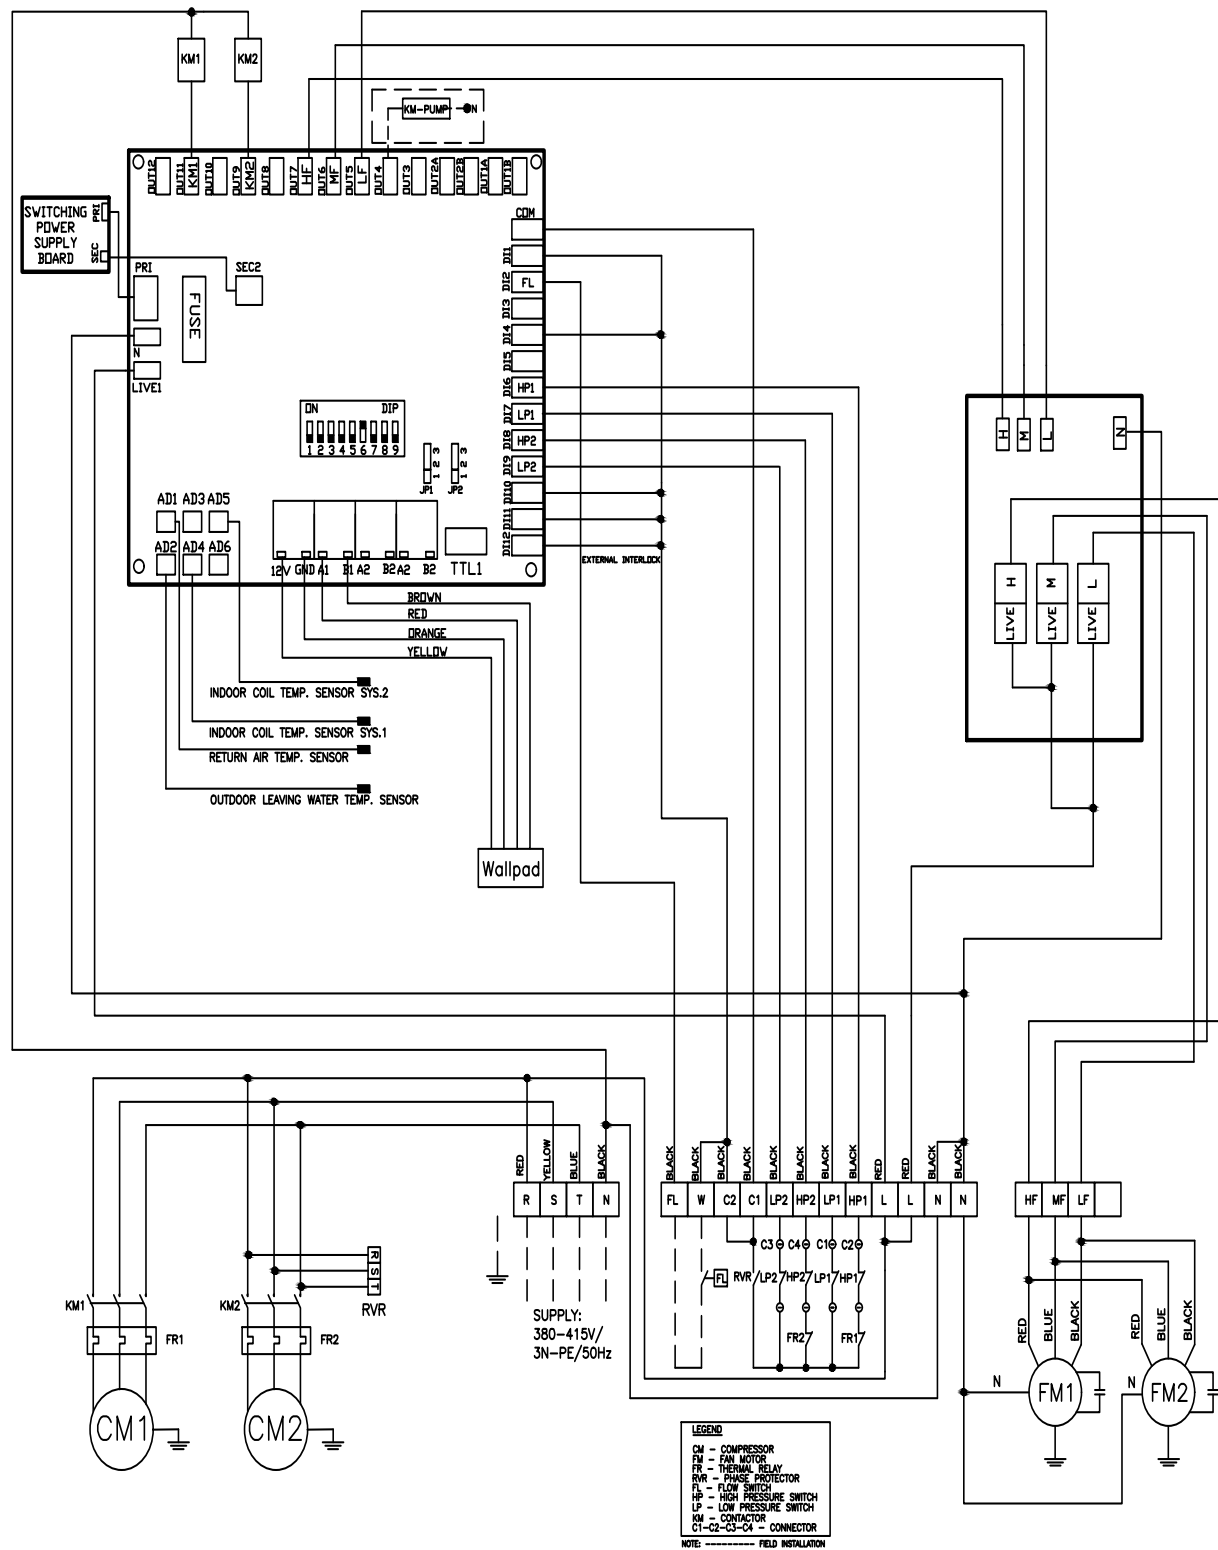 KM1
KM2
KM-PUMP
N
OUT12
OUT11
KM1
OUT10
OUT9
KM2
OUT8
OUT7
HF
OUT6
MF
OUT5
LF
OUT4
OUT3
OUT2A
OUT2B
OUT1A
OUT1B
SWITCHING
POWER
SUPPLY
BOARD
PRI
SEC
PRI
SEC2
FUSE
N
LIVE1
COM
DI1
DI2
FL
DI3
DI4
DI5
DI6
HP1
DI7
LP1
DI8
HP2
DI9
LP2
DI10
DI11
DI12
EXTERNAL INTERLOCK
ON DIP
1 2 3 4 5 6 7 8 9
1 2 3
JP1
1 2 3
JP2
AD1 AD3 AD5
AD2 AD4 AD6
12V GND A1 B1 A2 B2 A2 B2
TTL1
BROWN
RED
ORANGE
YELLOW
INDOOR COIL TEMP. SENSOR SYS.2
INDOOR COIL TEMP. SENSOR SYS.1
RETURN AIR TEMP. SENSOR
OUTDOOR LEAVING WATER TEMP. SENSOR
Wallpad
H
M
L
N
H
LIVE
M
LIVE
L
LIVE
RED
YELLOW
BLUE
BLACK
R S T N
BLACK
BLACK
BLACK
BLACK
BLACK
BLACK
BLACK
BLACK
RED
RED
BLACK
BLACK
FL W C2 C1 LP2 HP2 LP1 HP1 L L N N
HF MF LF
C3 C4 C1 C2
FL
RVR LP2 HP2 LP1 HP1
FR2 FR1
SUPPLY:
380-415V/
3N-PE/50Hz
R
S
T
RVR
KM1
FR1
CM1
KM2
FR2
CM2
RED
BLUE
BLACK
RED
BLUE
BLACK
N
FM1
N
FM2
LEGEND
CM - COMPRESSOR
FM - FAN MOTOR
FR - THERMAL RELAY
RVR - PHASE PROTECTOR
FL - FLOW SWITCH
HP - HIGH PRESSURE SWITCH
LP - LOW PRESSURE SWITCH
KM - CONTACTOR
C1-C2-C3-C4 - CONNECTOR
NOTE: --------- FIELD INSTALLATION